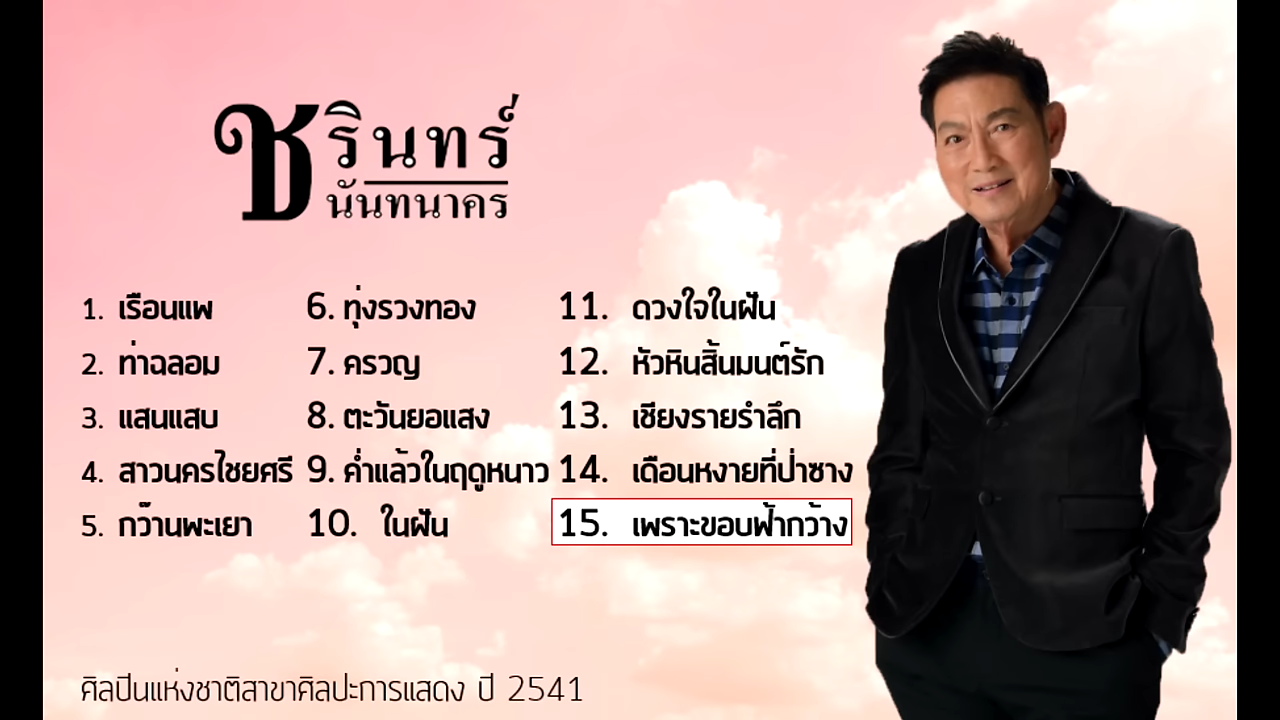 ชรินทร์
นันทนาคร
1. เรือนแพ
2. ท่าฉลอม
3. แสนแสบ
4. สาวนครไชยศรี
5. กว๊านพะเยา
6. ทุ่งรวงทอง
7. ครวญ
8. ตะวันยอแสง
9. ค่ำแล้วในฤดูหนาว
10. ในฝัน
11. ดวงใจในฝัน
12. หัวหินสิ้นมนต์รัก
13. เชียงรายรำลึก
14. เดือนหงายที่ป่าซาง
15. เพราะขอบฟ้ากว้าง
ศิลปินแห่งชาติสาขาศิลปะการแสดง ปี 2541